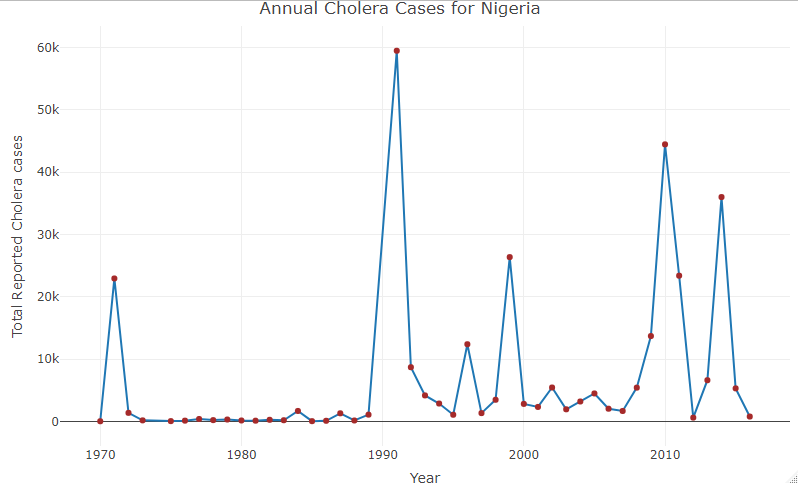 Annual Cholera Cases for Nigeria
Total Reported Cholera cases
60k
50k
40k
30k
20k
10k
0
1970
1980
1990
2000
2010
Year